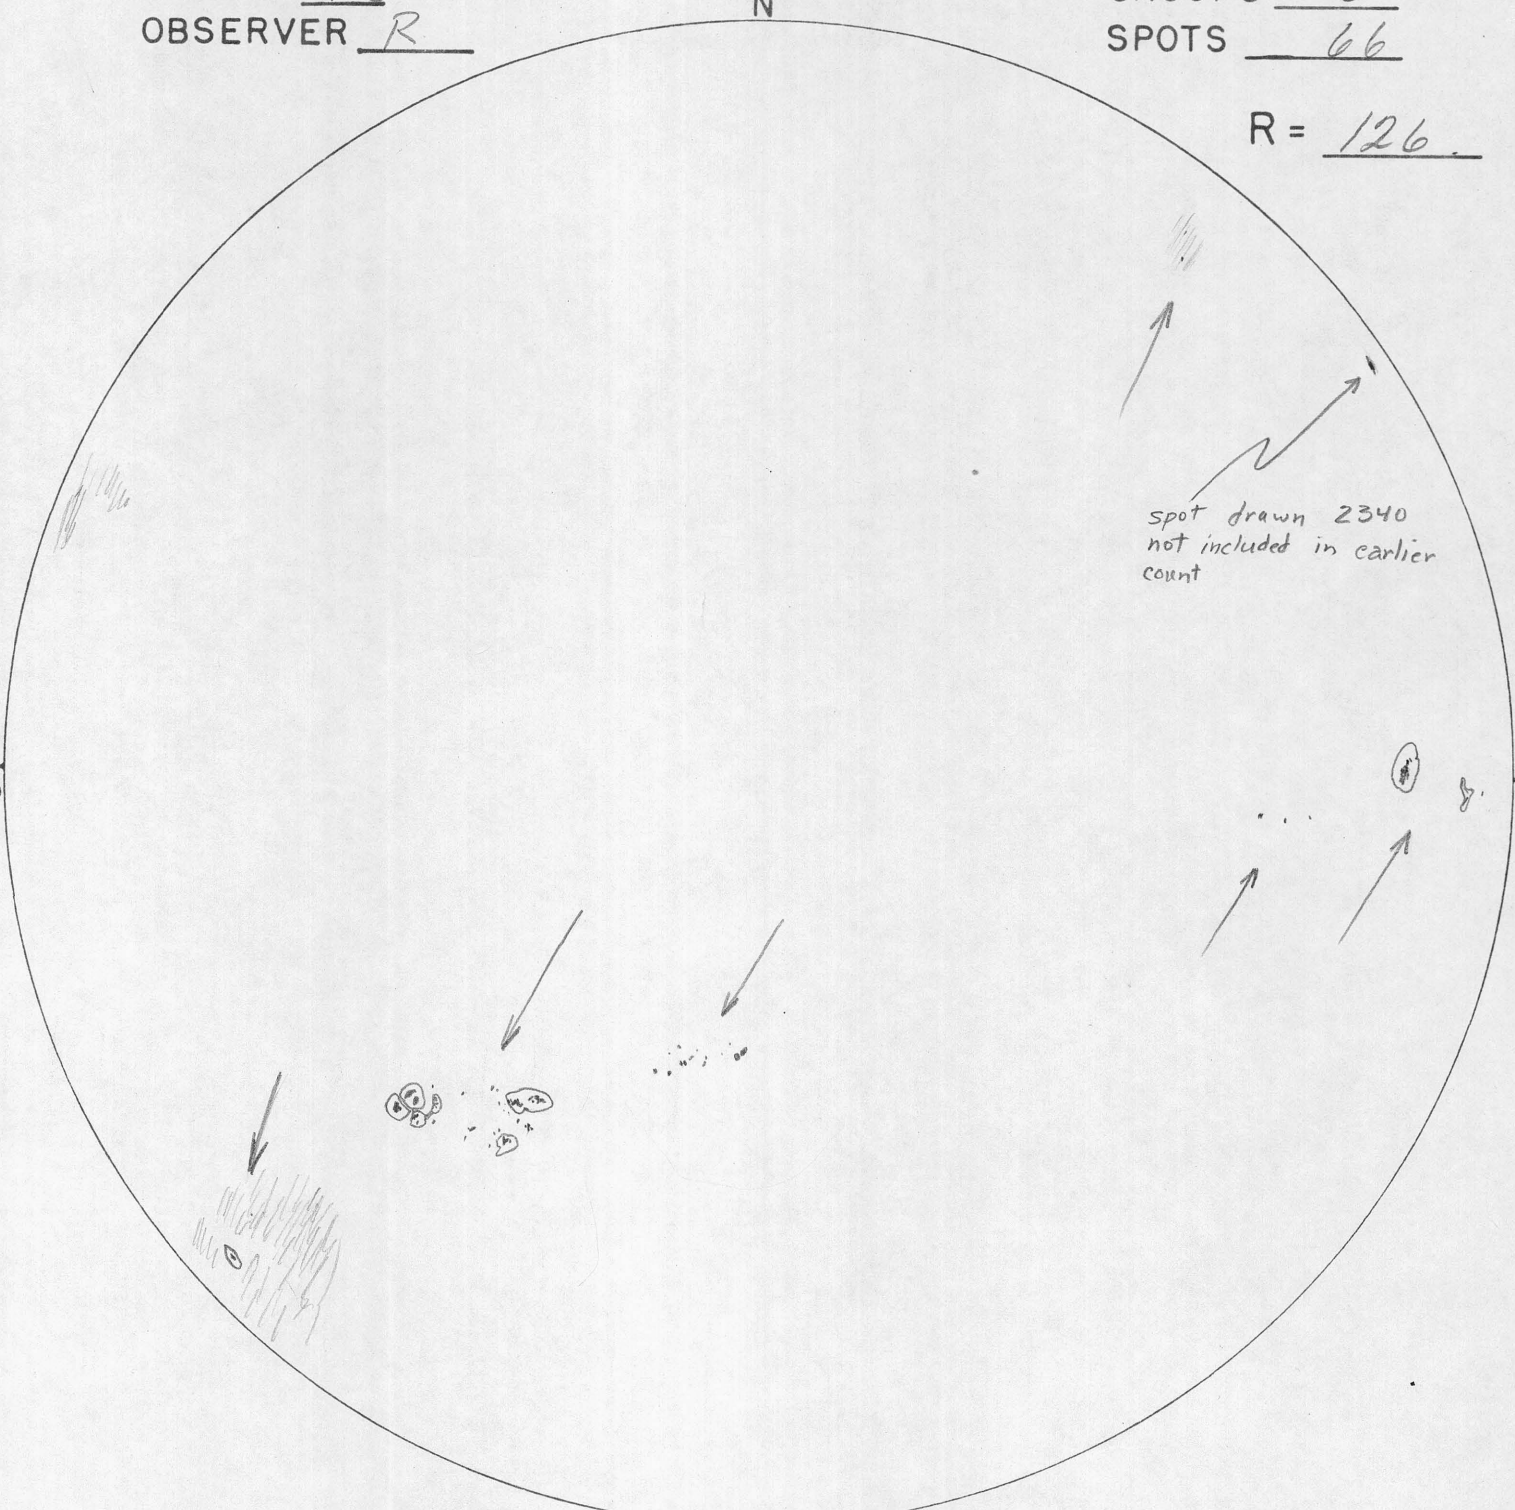 N
OBSERVER R
SPOTS 66
R = 126.
spot drawn 2340
not included in earlier
count